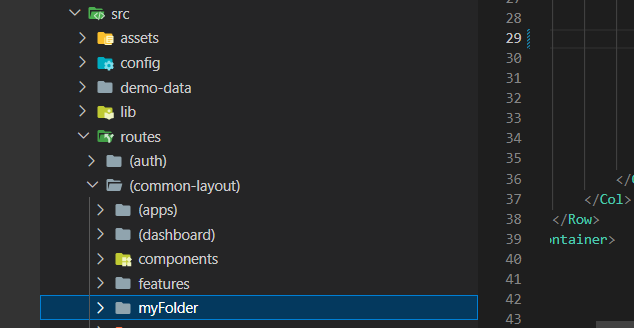 src
assets
config
demo-data
lib
routes
(auth)
(common-layout)
(apps)
(dashboard)
components
features
myFolder
28
29
30
31
32
33
34
35
36 </
37 </Col>
38 </Row>
39 ontainer>
40
41
42
43